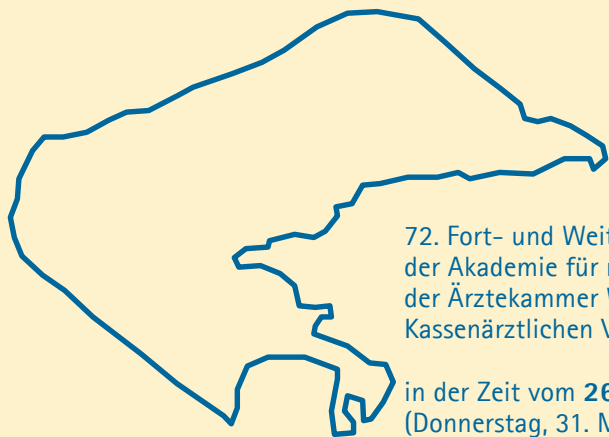 72. Fort- und Weit
der Akademie für
der Ärztekammer
Kassenärztlichen

in der Zeit vom 26
(Donnerstag, 31. M